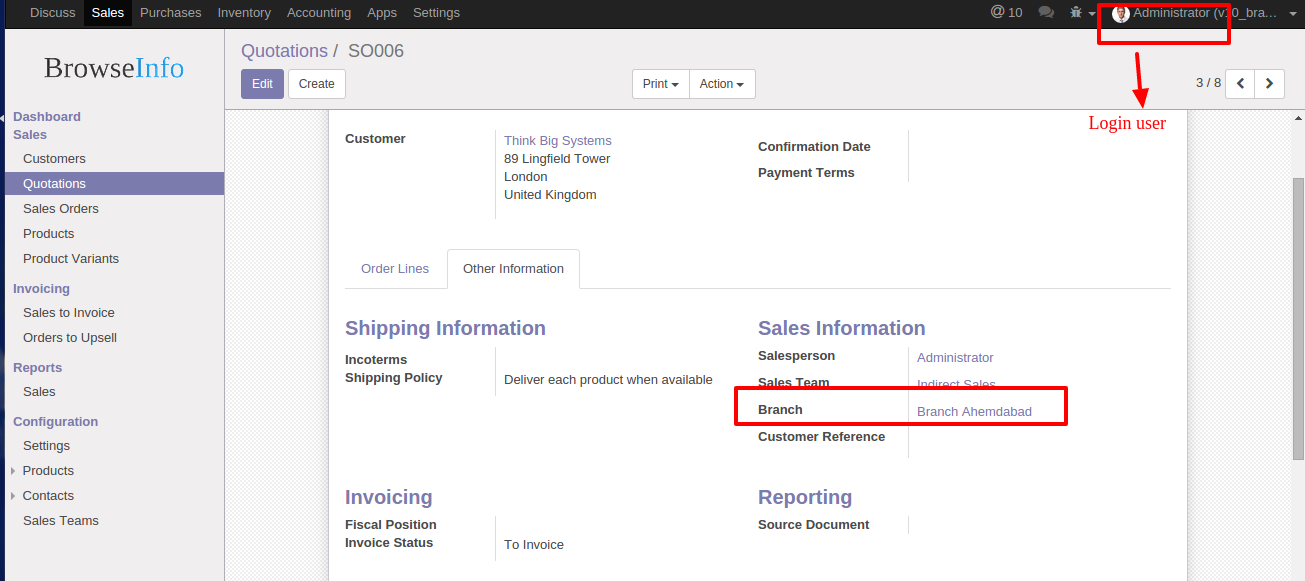 Discuss Sales Purchases Inventory Accounting Apps Settings @ 10 Administrator (v10_bra...
BrowseInfo
Dashboard
Sales
Customers
Quotations
Sales Orders
Products
Product Variants
Invoicing
Sales to Invoice
Orders to Upsell
Reports
Sales
Configuration
Settings
Products
Contacts
Sales Teams
Quotations / SO006
Edit Create Print Action 3 / 8
Login user
Customer Think Big Systems
89 Lingfield Tower
London
United Kingdom
Confirmation Date
Payment Terms
Order Lines Other Information
Shipping Information
Incoterms
Shipping Policy Deliver each product when available
Sales Information
Salesperson Administrator
Sales Team Indirect Sales
Branch Branch Ahemdabad
Customer Reference
Invoicing
Fiscal Position
Invoice Status To Invoice
Reporting
Source Document